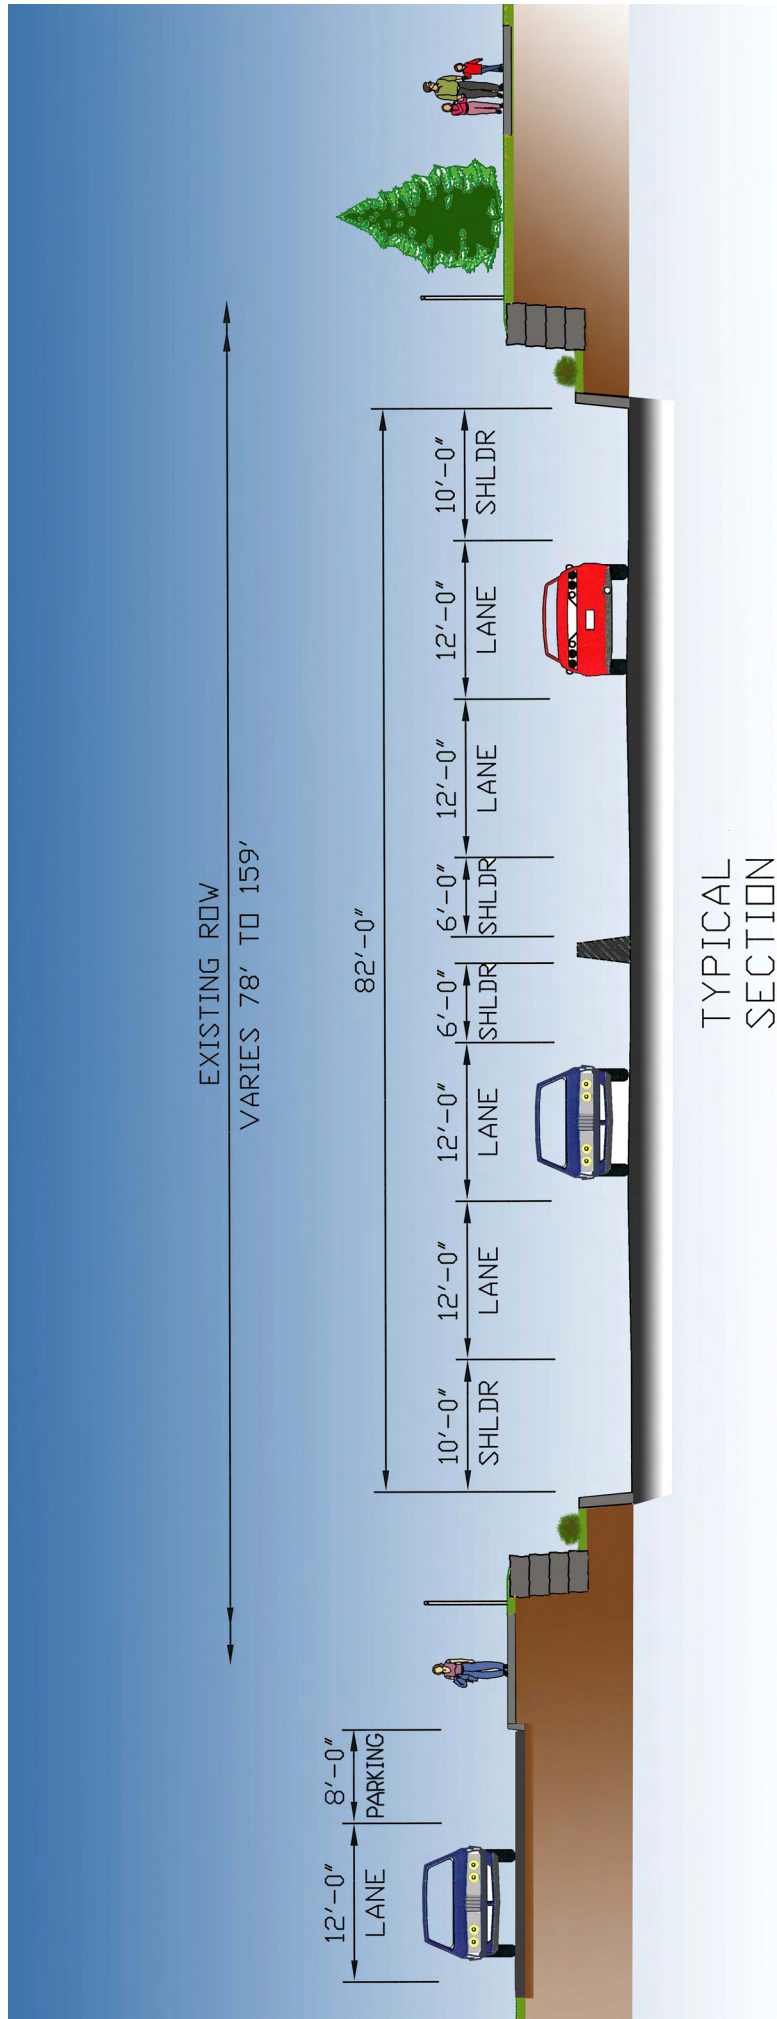 EXISTING ROW
VARIES 78' TO 159'
82'-0"
12'-0"
LANE
8'-0"
PARKING
10'-0"
SHLDR
12'-0"
LANE
12'-0"
LANE
6'-0"
SHLDR
6'-0"
SHLDR
12'-0"
LANE
12'-0"
LANE
10'-0"
SHLDR
TYPICAL
SECTION